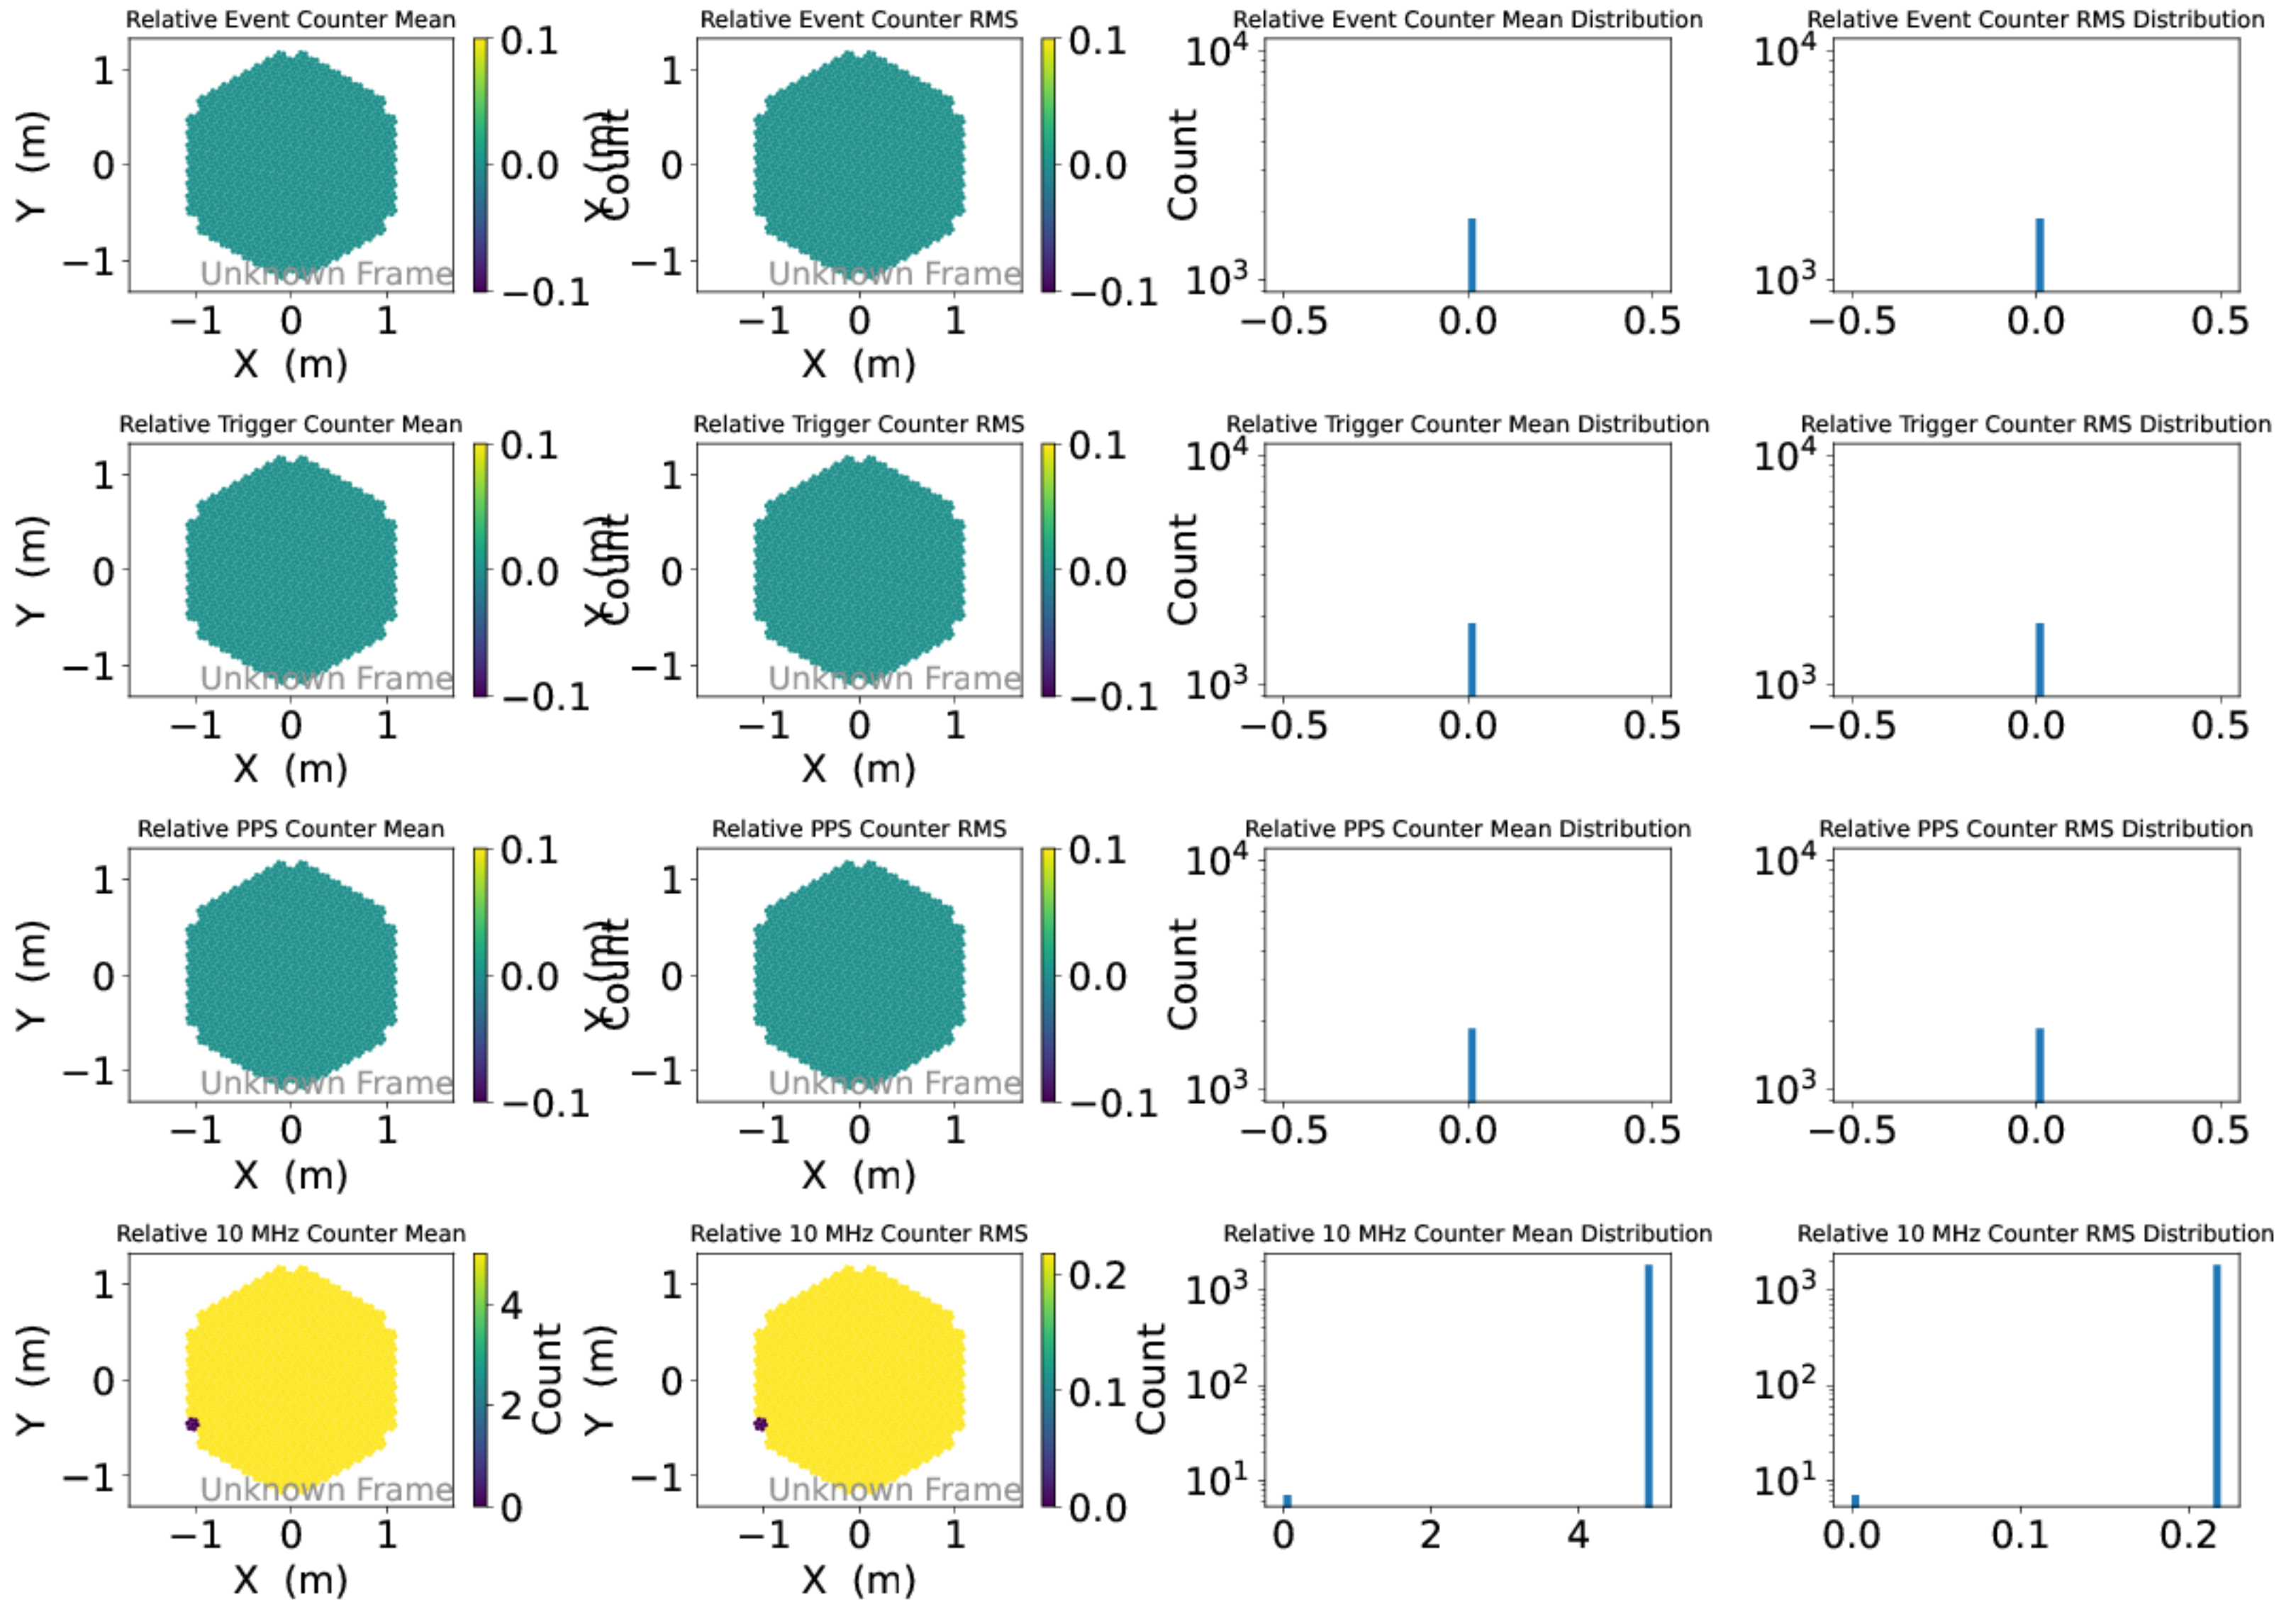 Relative Event Counter Mean
Relative Event Counter RMS
Relative Event Counter Mean Distribution
Relative Event Counter RMS Distribution
Y (m)
1
0
−1
Unknown Frame
−1 0 1
X (m)
0.1
0.0
−0.1
Count
Y (m)
1
0
−1
Unknown Frame
−1 0 1
X (m)
0.1
0.0
−0.1
Count
10⁴
10³
−0.5 0.0 0.5
10⁴
10³
−0.5 0.0 0.5
Relative Trigger Counter Mean
Relative Trigger Counter RMS
Relative Trigger Counter Mean Distribution
Relative Trigger Counter RMS Distribution
Y (m)
1
0
−1
Unknown Frame
−1 0 1
X (m)
0.1
0.0
−0.1
Count
Y (m)
1
0
−1
Unknown Frame
−1 0 1
X (m)
0.1
0.0
−0.1
Count
10⁴
10³
−0.5 0.0 0.5
10⁴
10³
−0.5 0.0 0.5
Relative PPS Counter Mean
Relative PPS Counter RMS
Relative PPS Counter Mean Distribution
Relative PPS Counter RMS Distribution
Y (m)
1
0
−1
Unknown Frame
−1 0 1
X (m)
0.1
0.0
−0.1
Count
Y (m)
1
0
−1
Unknown Frame
−1 0 1
X (m)
0.1
0.0
−0.1
Count
10⁴
10³
−0.5 0.0 0.5
10⁴
10³
−0.5 0.0 0.5
Relative 10 MHz Counter Mean
Relative 10 MHz Counter RMS
Relative 10 MHz Counter Mean Distribution
Relative 10 MHz Counter RMS Distribution
Y (m)
1
0
−1
Unknown Frame
−1 0 1
X (m)
4
2
0
Count
Y (m)
1
0
−1
Unknown Frame
−1 0 1
X (m)
0.2
0.1
0.0
Count
10³
10²
10¹
0 2 4
10³
10²
10¹
0.0 0.1 0.2